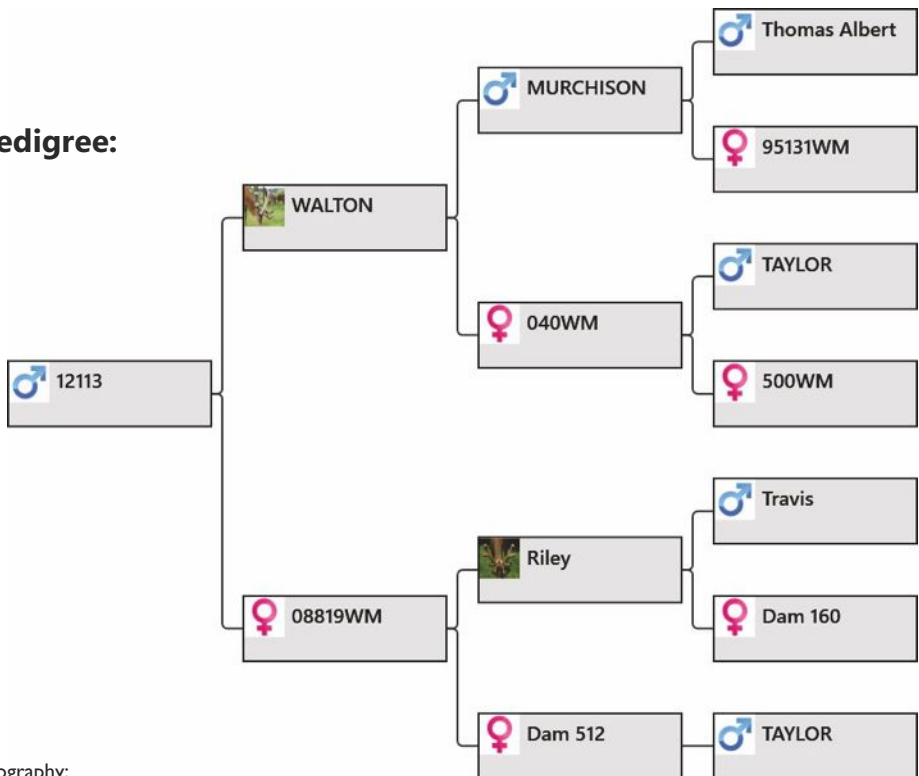 edigree:
Thomas Albert
MURCHISON
95131WM
WALTON
TAYLOR
040WM
500WM
12113
Travis
Riley
Dam 160
08819WM
Dam 512
TAYLOR
ography: